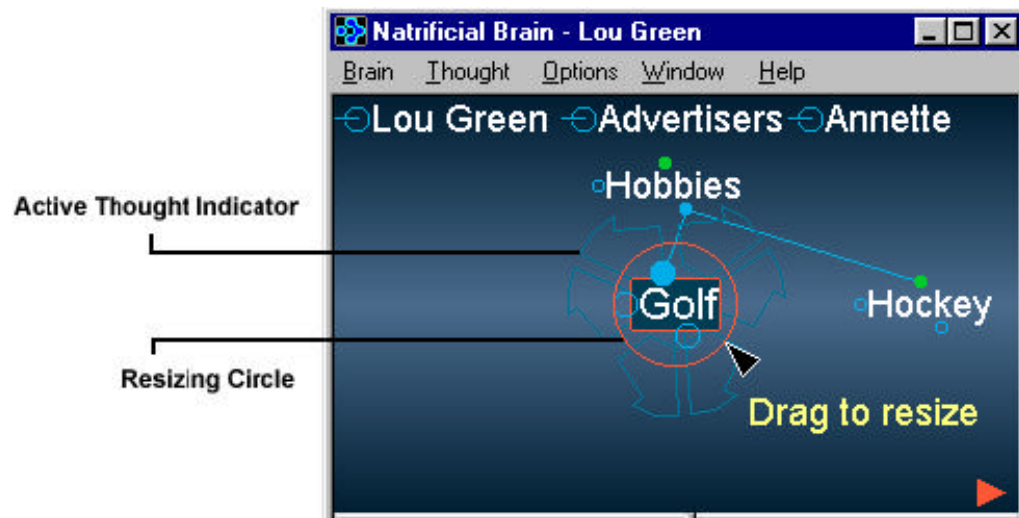 Natrificial Brain - Lou Green
Brain Thought Options Window Help
Lou Green Advertisers Annette
Hobbies
Active Thought Indicator
Golf
Hockey
Resizing Circle
Drag to resize